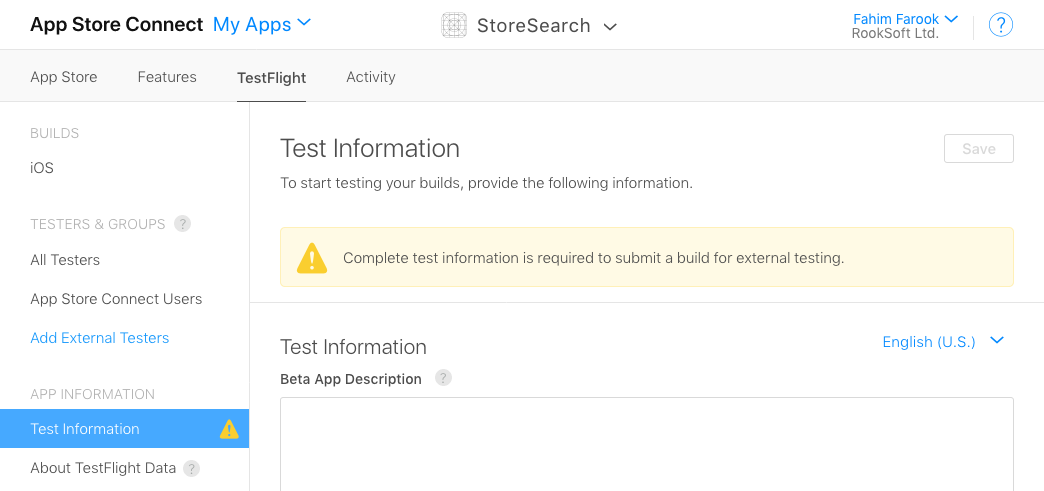 App Store Connect My Apps StoreSearch Fahim Farook
RookSoft Ltd. ?
App Store Features TestFlight Activity
BUILDS
iOS
TESTERS & GROUPS ?
All Testers
App Store Connect Users
Add External Testers
APP INFORMATION
Test Information
About TestFlight Data ?
Test Information Save
To start testing your builds, provide the following information.
Complete test information is required to submit a build for external testing.
Test Information English (U.S.)
Beta App Description ?